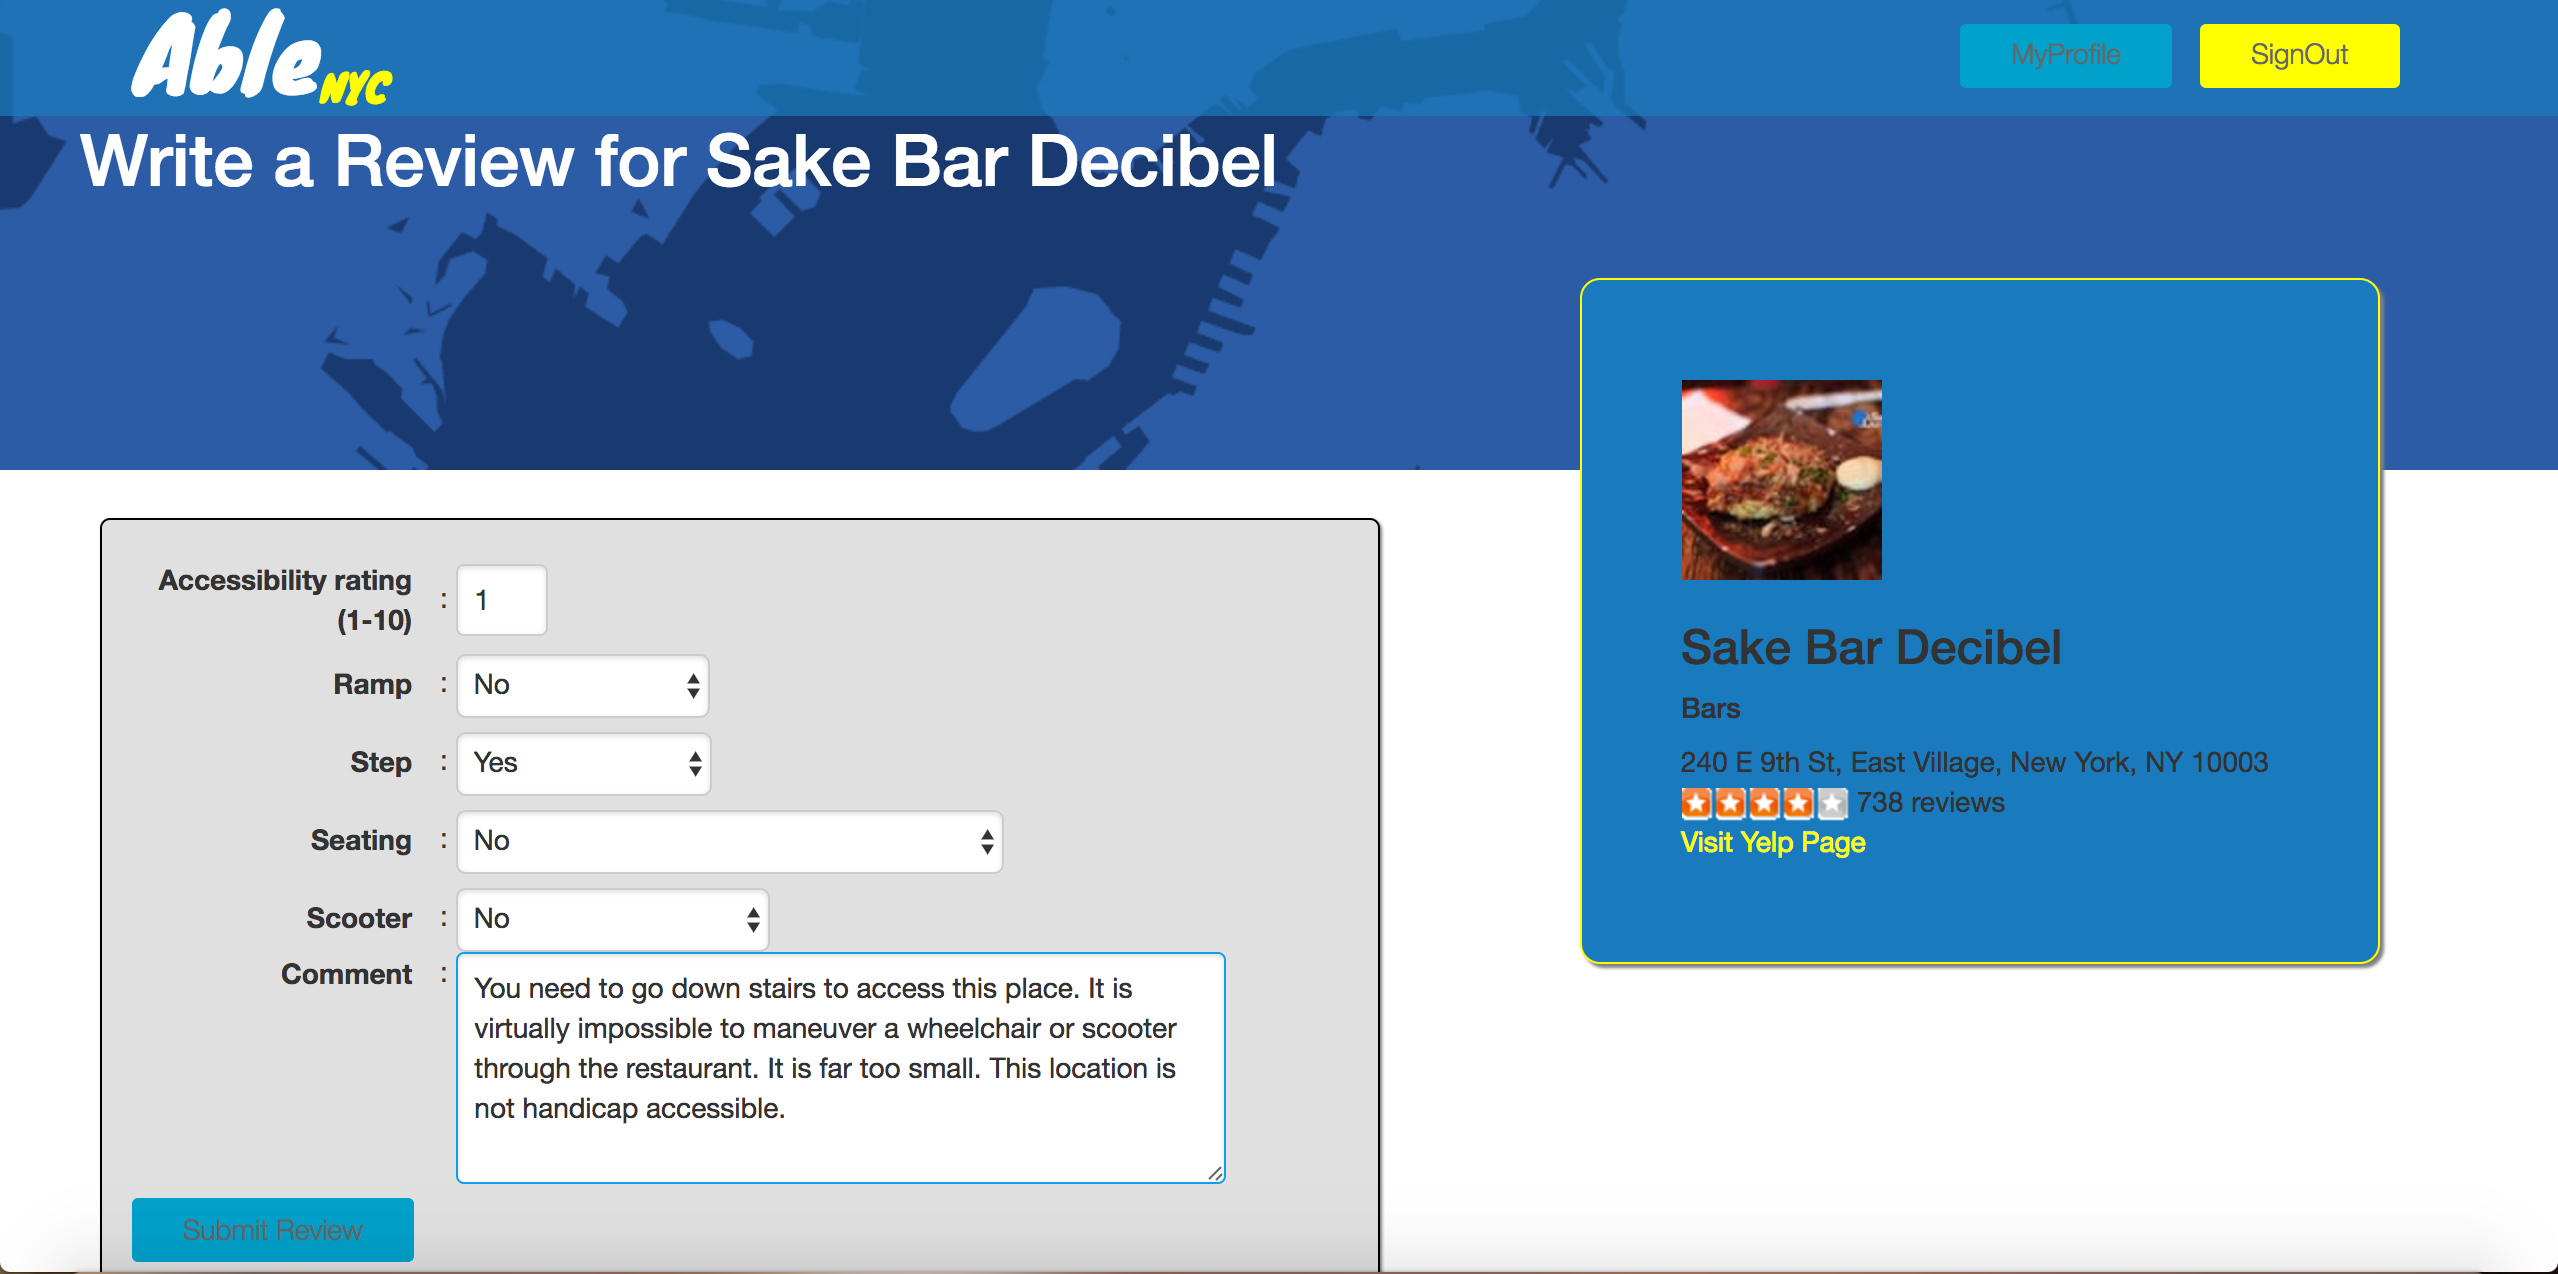 Able NYC
MyProfile
SignOut
Write a Review for Sake Bar Decibel
Accessibility rating
(1-10)
:
1
Ramp : No
Step : Yes
Seating : No
Scooter : No
Comment :
You need to go down stairs to access this place. It is
virtually impossible to maneuver a wheelchair or scooter
through the restaurant. It is far too small. This location is
not handicap accessible.
Submit Review
Sake Bar Decibel
Bars
240 E 9th St, East Village, New York, NY 10003
738 reviews
Visit Yelp Page